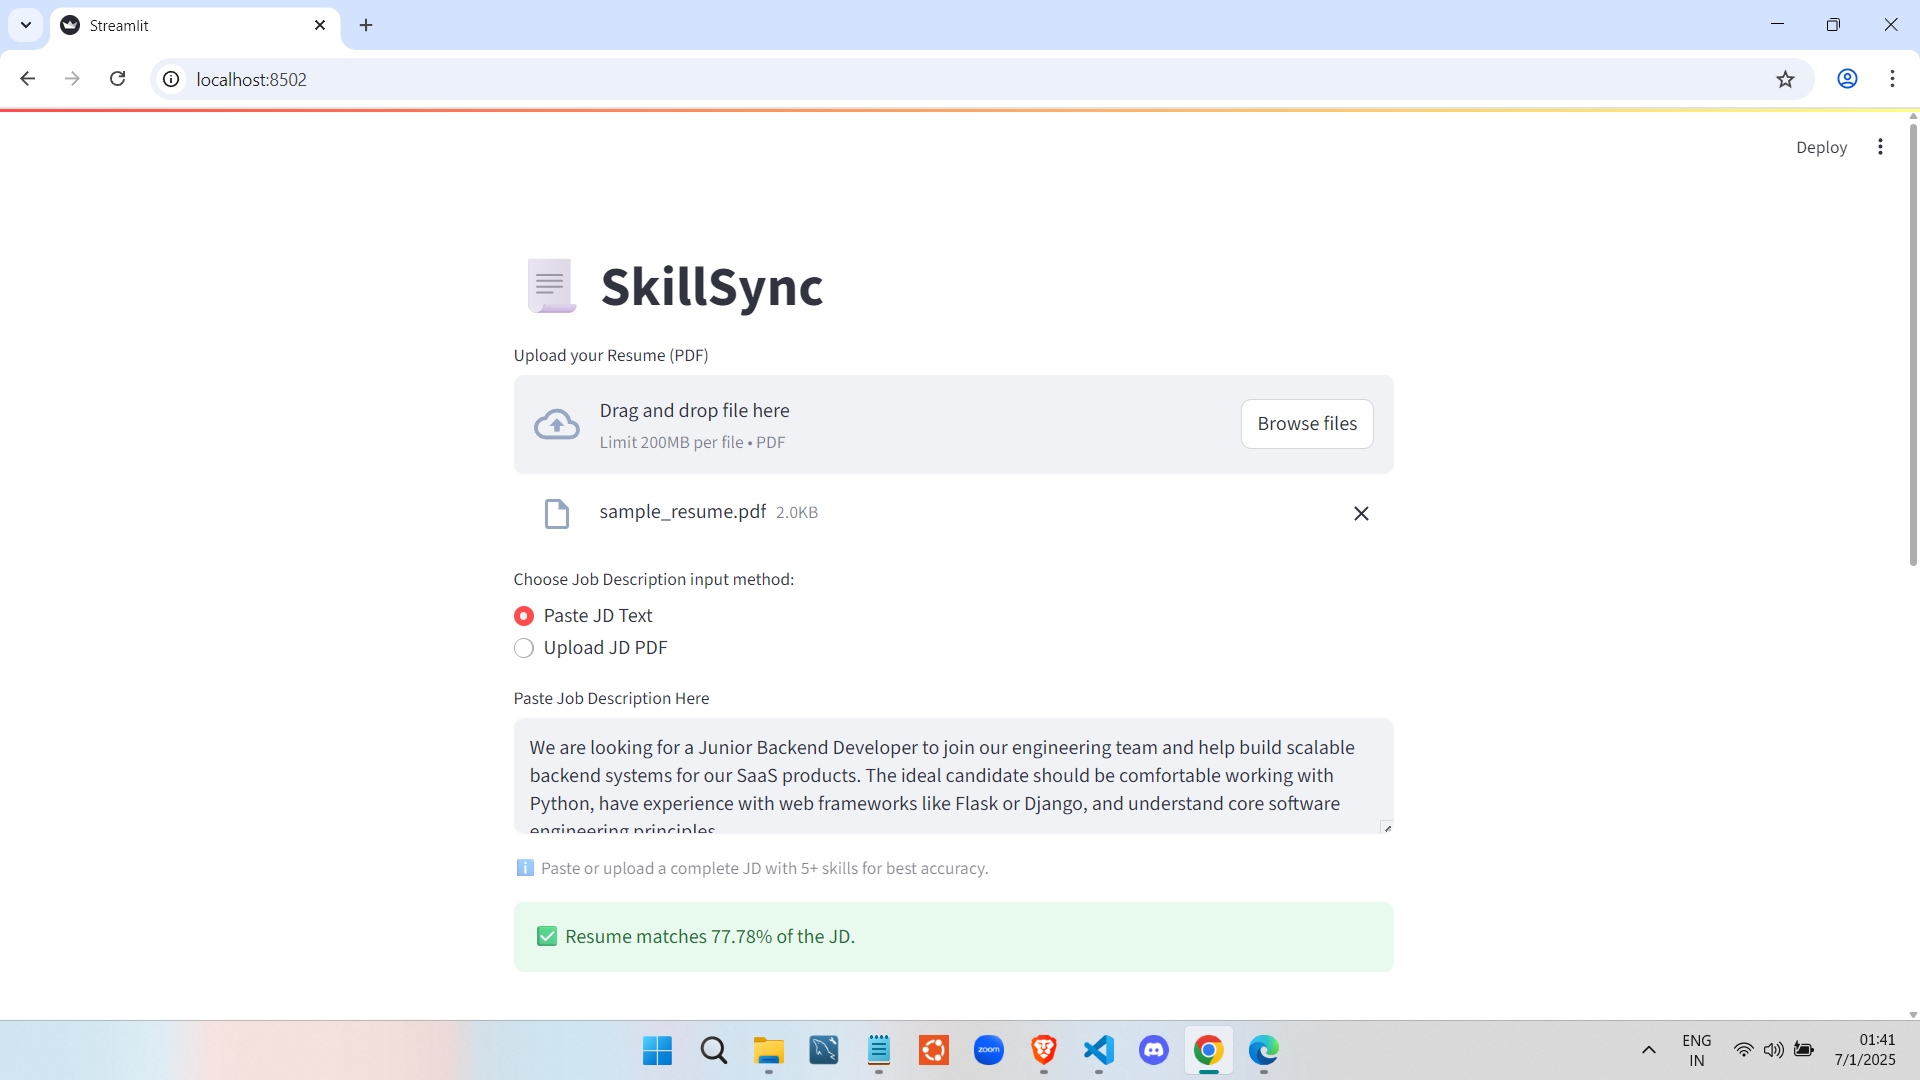 Streamlit
localhost:8502
Deploy
SkillSync
Upload your Resume (PDF)
Drag and drop file here
Limit 200MB per file • PDF
Browse files
sample_resume.pdf 2.0KB
Choose Job Description input method:
Paste JD Text
Upload JD PDF
Paste Job Description Here
We are looking for a Junior Backend Developer to join our engineering team and help build scalable
backend systems for our SaaS products. The ideal candidate should be comfortable working with
Python, have experience with web frameworks like Flask or Django, and understand core software
engineering principles.
Paste or upload a complete JD with 5+ skills for best accuracy.
Resume matches 77.78% of the JD.
zoom
ENG
IN
01:41
7/1/2025